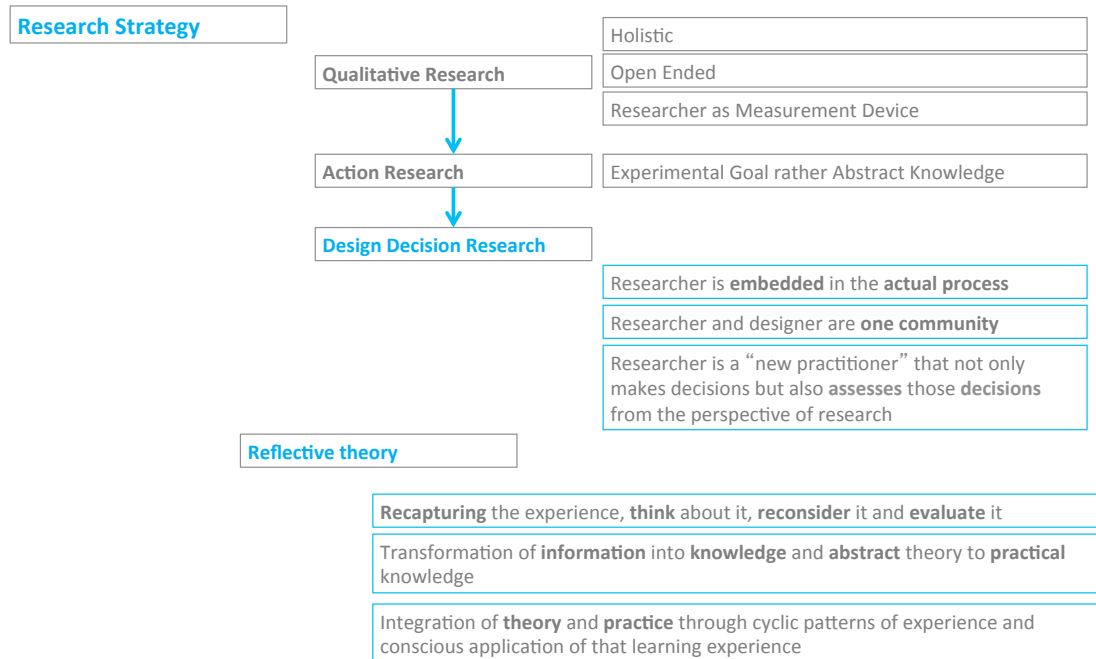 Research Strategy
Holistic
Qualitative Research
Open Ended
Researcher as Measurement Device
Action Research
Experimental Goal rather Abstract Knowledge
Design Decision Research
Researcher is embedded in the actual process
Researcher and designer are one community
Researcher is a “new practitioner” that not only
makes decisions but also assesses those decisions
from the perspective of research
Reflective theory
Recapturing the experience, think about it, reconsider it and evaluate it
Transformation of information into knowledge and abstract theory to practical
knowledge
Integration of theory and practice through cyclic patterns of experience and
conscious application of that learning experience